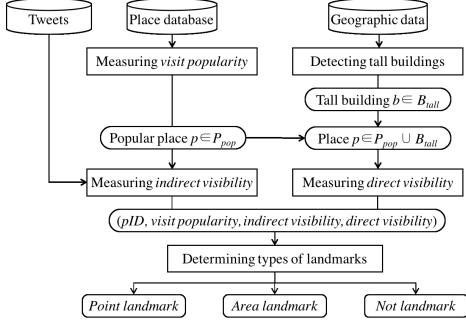 Tweets
Place database
Geographic data
Measuring visit popularity
Detecting tall buildings
Tall building b ∈ B_tall
Popular place p ∈ P_pop
Place p ∈ P_pop ∪ B_tall
Measuring indirect visibility
Measuring direct visibility
(pID, visit popularity, indirect visibility, direct visibility)
Determining types of landmarks
Point landmark
Area landmark
Not landmark